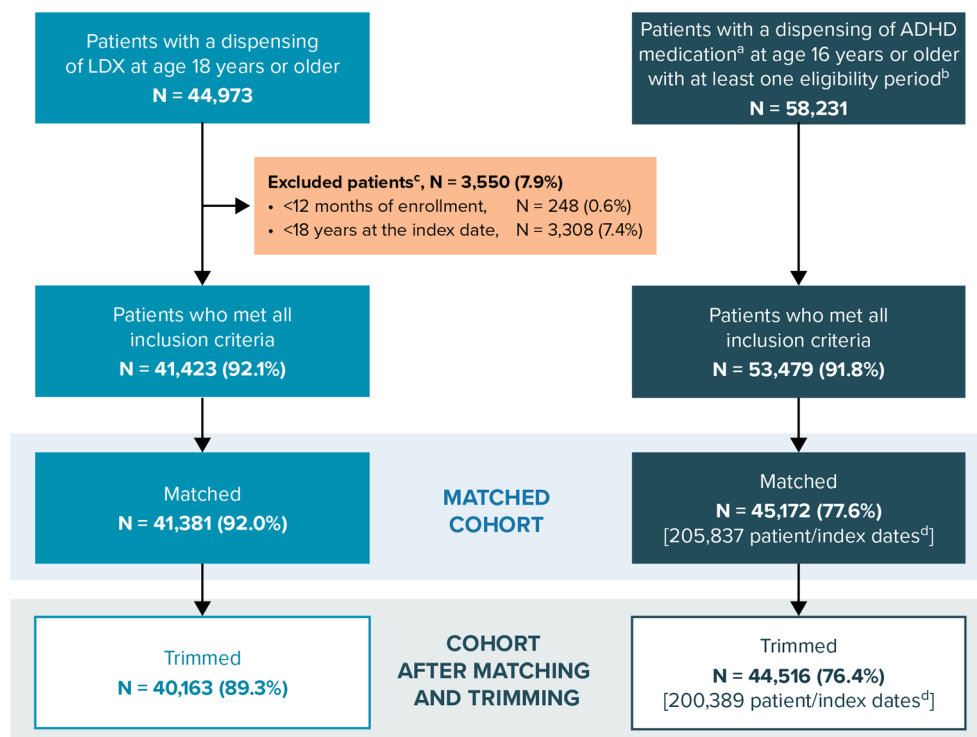 Patients with a dispensing
of LDX at age 18 years or older
N = 44,973
Patients with a dispensing of ADHD
medicationᵃ at age 16 years or older
with at least one eligibility periodᵇ
N = 58,231
Excluded patientsᶜ, N = 3,550 (7.9%)
• <12 months of enrollment, N = 248 (0.6%)
• <18 years at the index date, N = 3,308 (7.4%)
Patients who met all
inclusion criteria
N = 41,423 (92.1%)
Patients who met all
inclusion criteria
N = 53,479 (91.8%)
Matched
N = 41,381 (92.0%)
MATCHED
COHORT
Matched
N = 45,172 (77.6%)
[205,837 patient/index datesᵈ]
Trimmed
N = 40,163 (89.3%)
COHORT
AFTER MATCHING
AND TRIMMING
Trimmed
N = 44,516 (76.4%)
[200,389 patient/index datesᵈ]